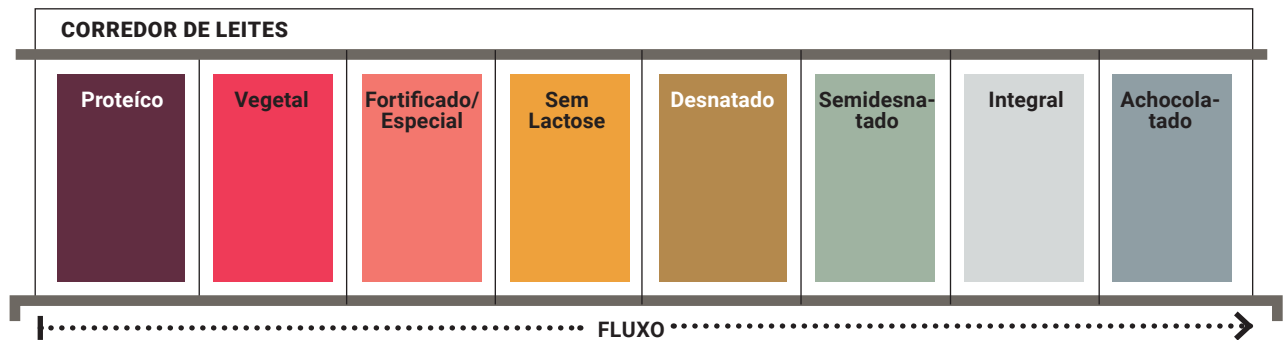 CORREDOR DE LEITES
Proteíco
Vegetal
Fortificado/
Especial
Sem
Lactose
Desnatado
Semidesna-
tado
Integral
Achocola-
tado
FLUXO